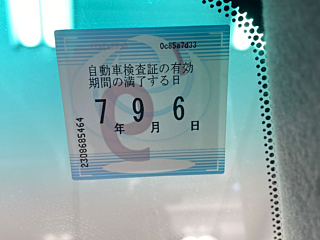 0c85a7d33
自動車検査証の有効
期間の満了する日
7年 9月 6日
2308685464